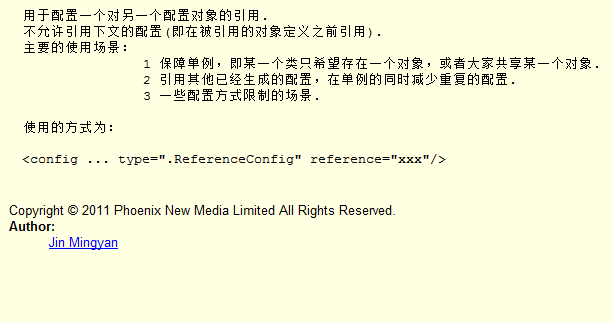 用于配置一个对另一个配置对象的引用.
不允许引用下文的配置(即在被引用的对象定义之前引用).
主要的使用场景:
1 保障单例, 即某一个类只希望存在一个对象, 或者大家共享某一个对象.
2 引用其他已经生成的配置, 在单例的同时减少重复的配置.
3 一些配置方式限制的场景.
使用的方式为:
<config ... type=".ReferenceConfig" reference="xxx"/>
Copyright © 2011 Phoenix New Media Limited All Rights Reserved.
Author:
Jin Mingyan